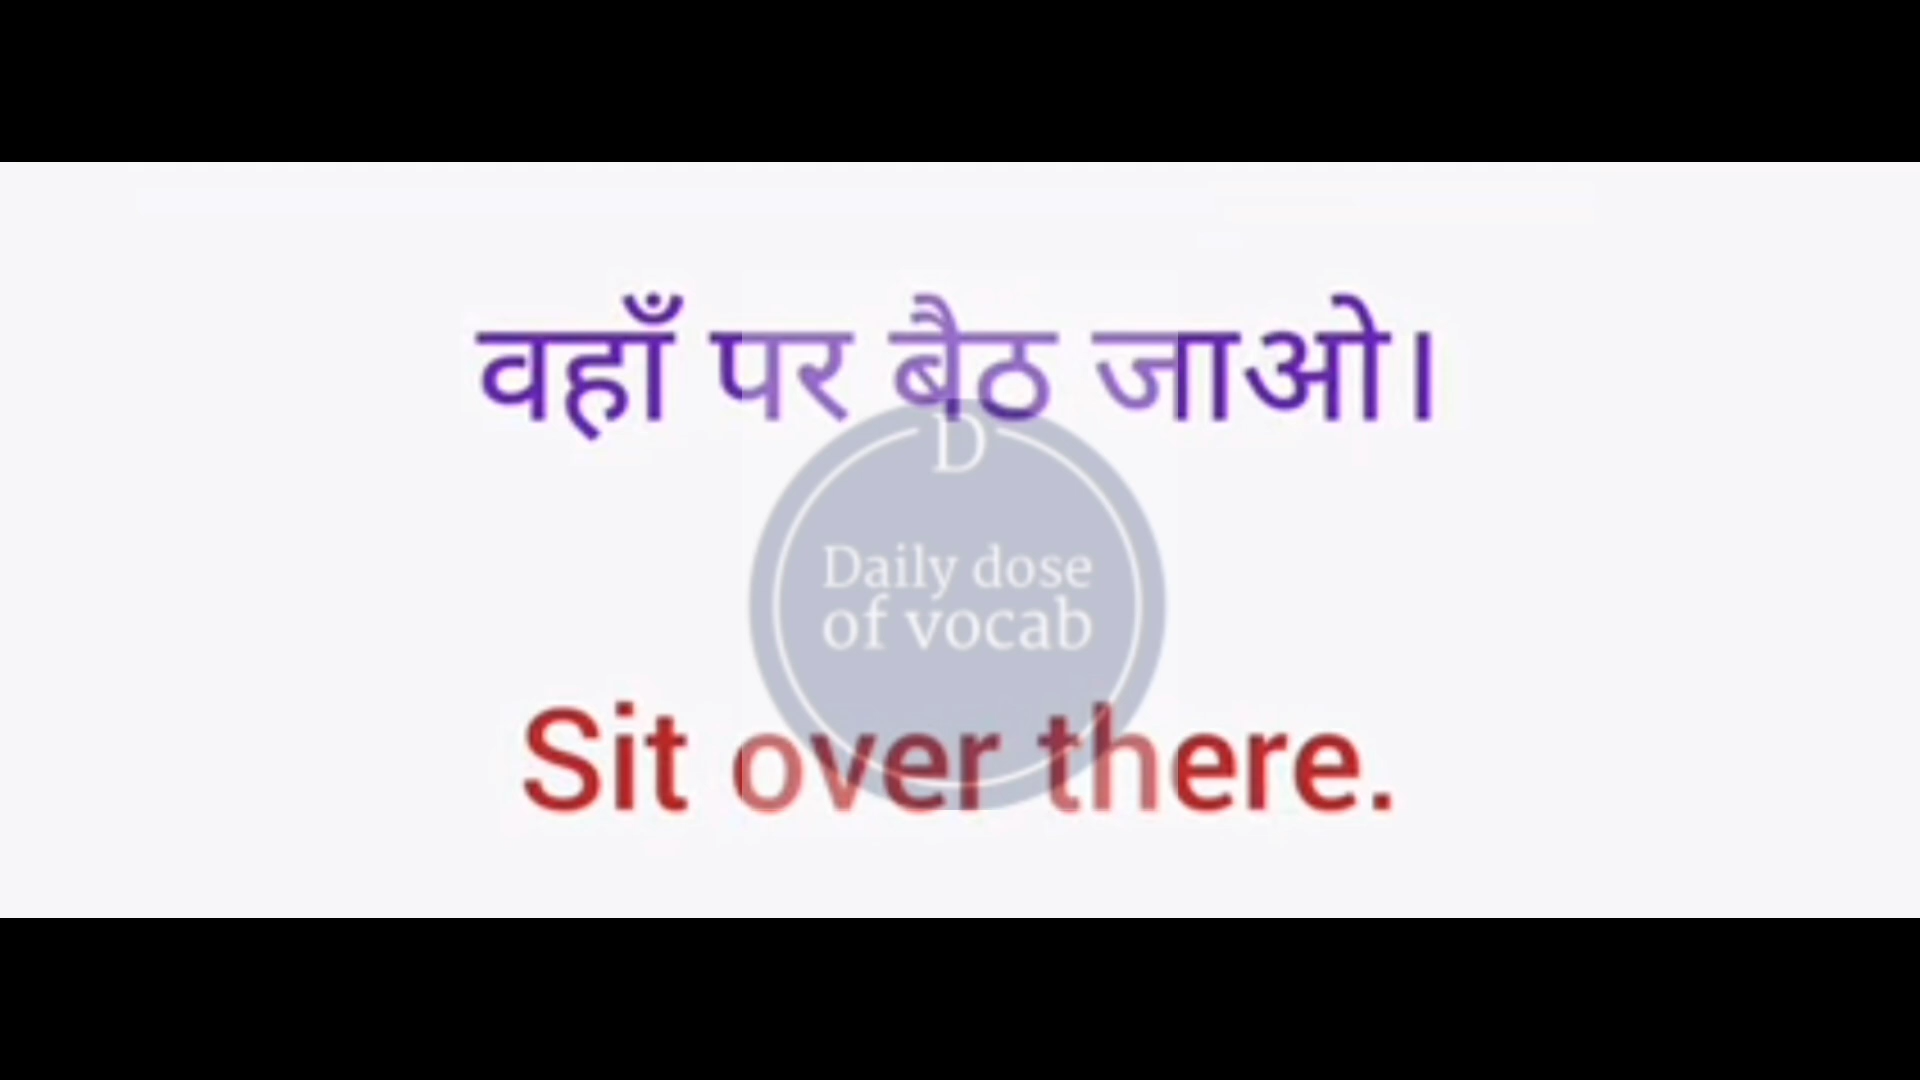 वहाँ पर बैठ जाओ।
D
Daily dose
of vocab
Sit over there.